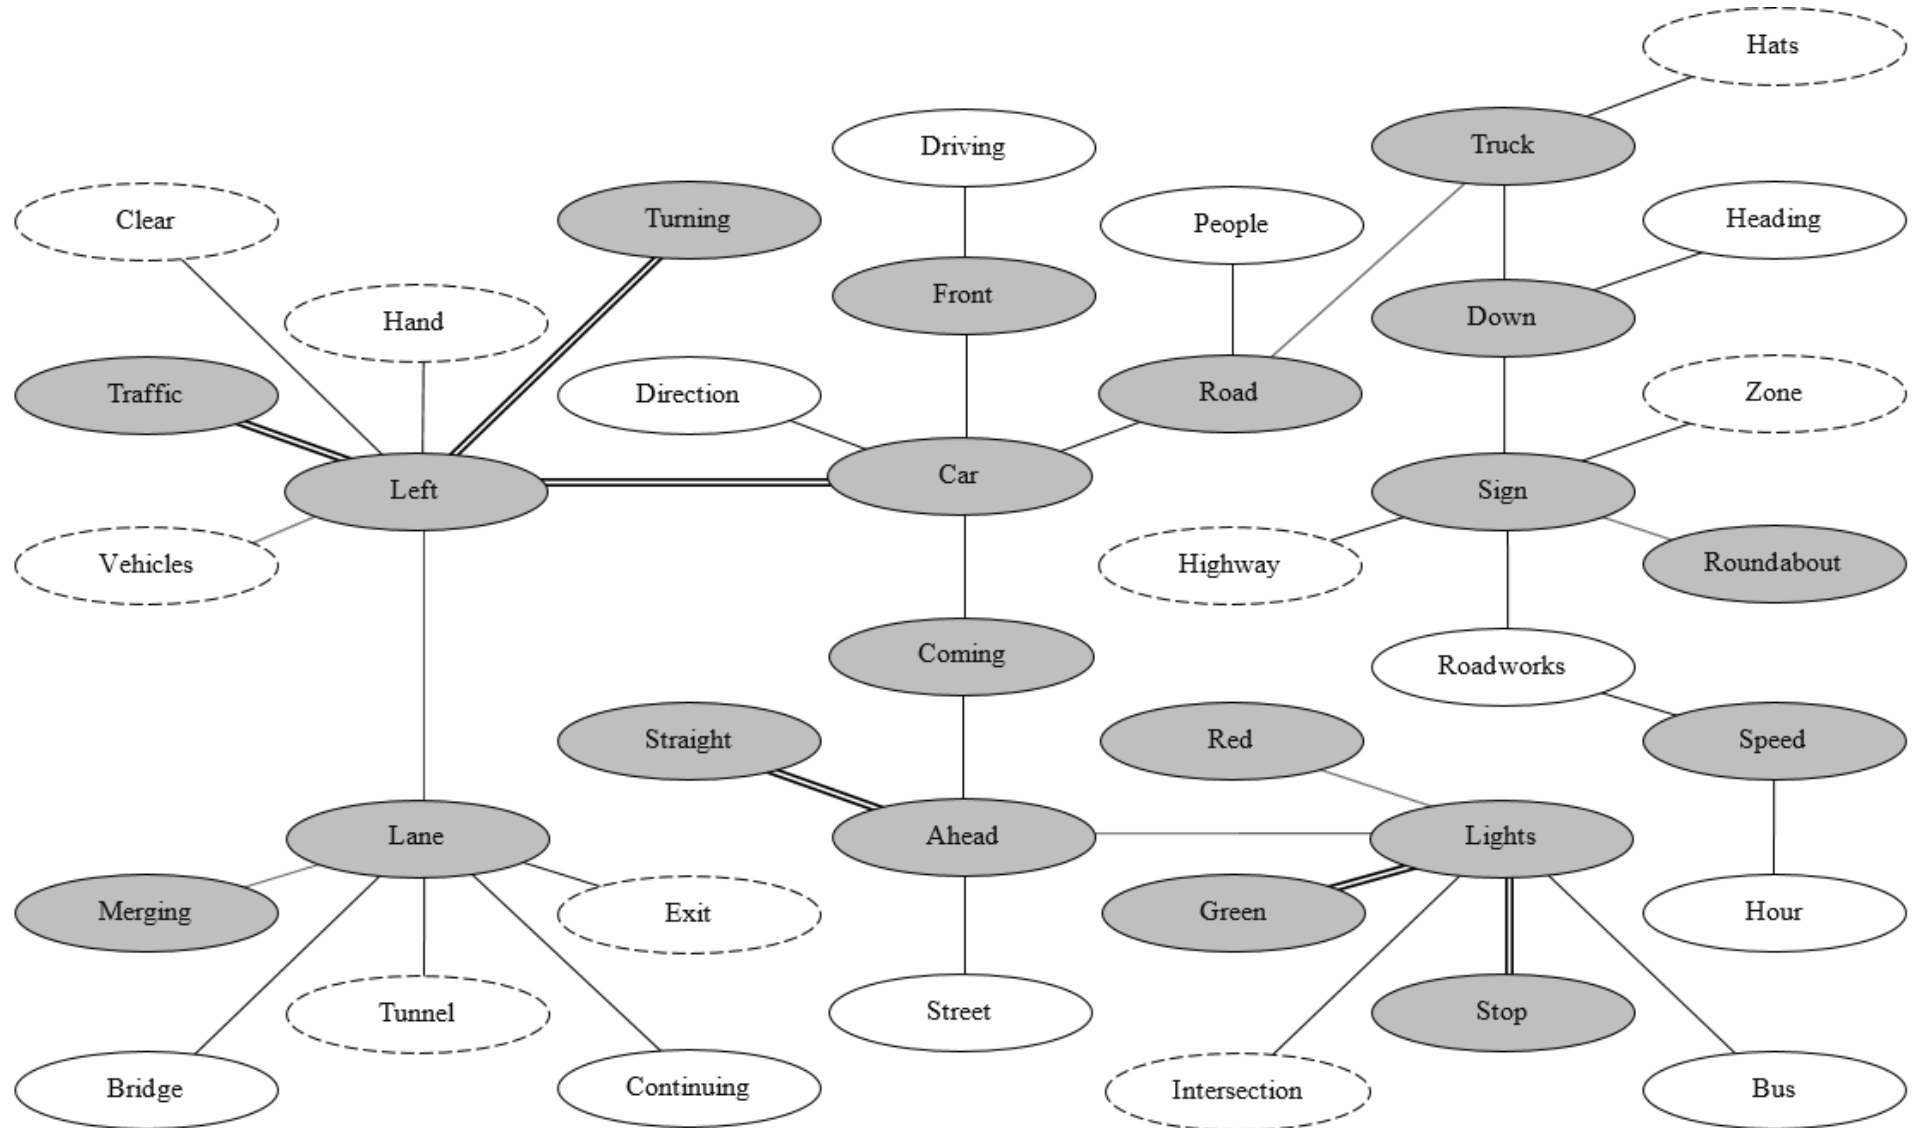 Hats
Driving
Truck
Clear
Turning
People
Heading
Hand
Front
Down
Traffic
Direction
Road
Zone
Left
Car
Sign
Vehicles
Highway
Roundabout
Coming
Roadworks
Straight
Red
Speed
Lane
Ahead
Lights
Merging
Exit
Green
Hour
Tunnel
Street
Stop
Bridge
Continuing
Intersection
Bus